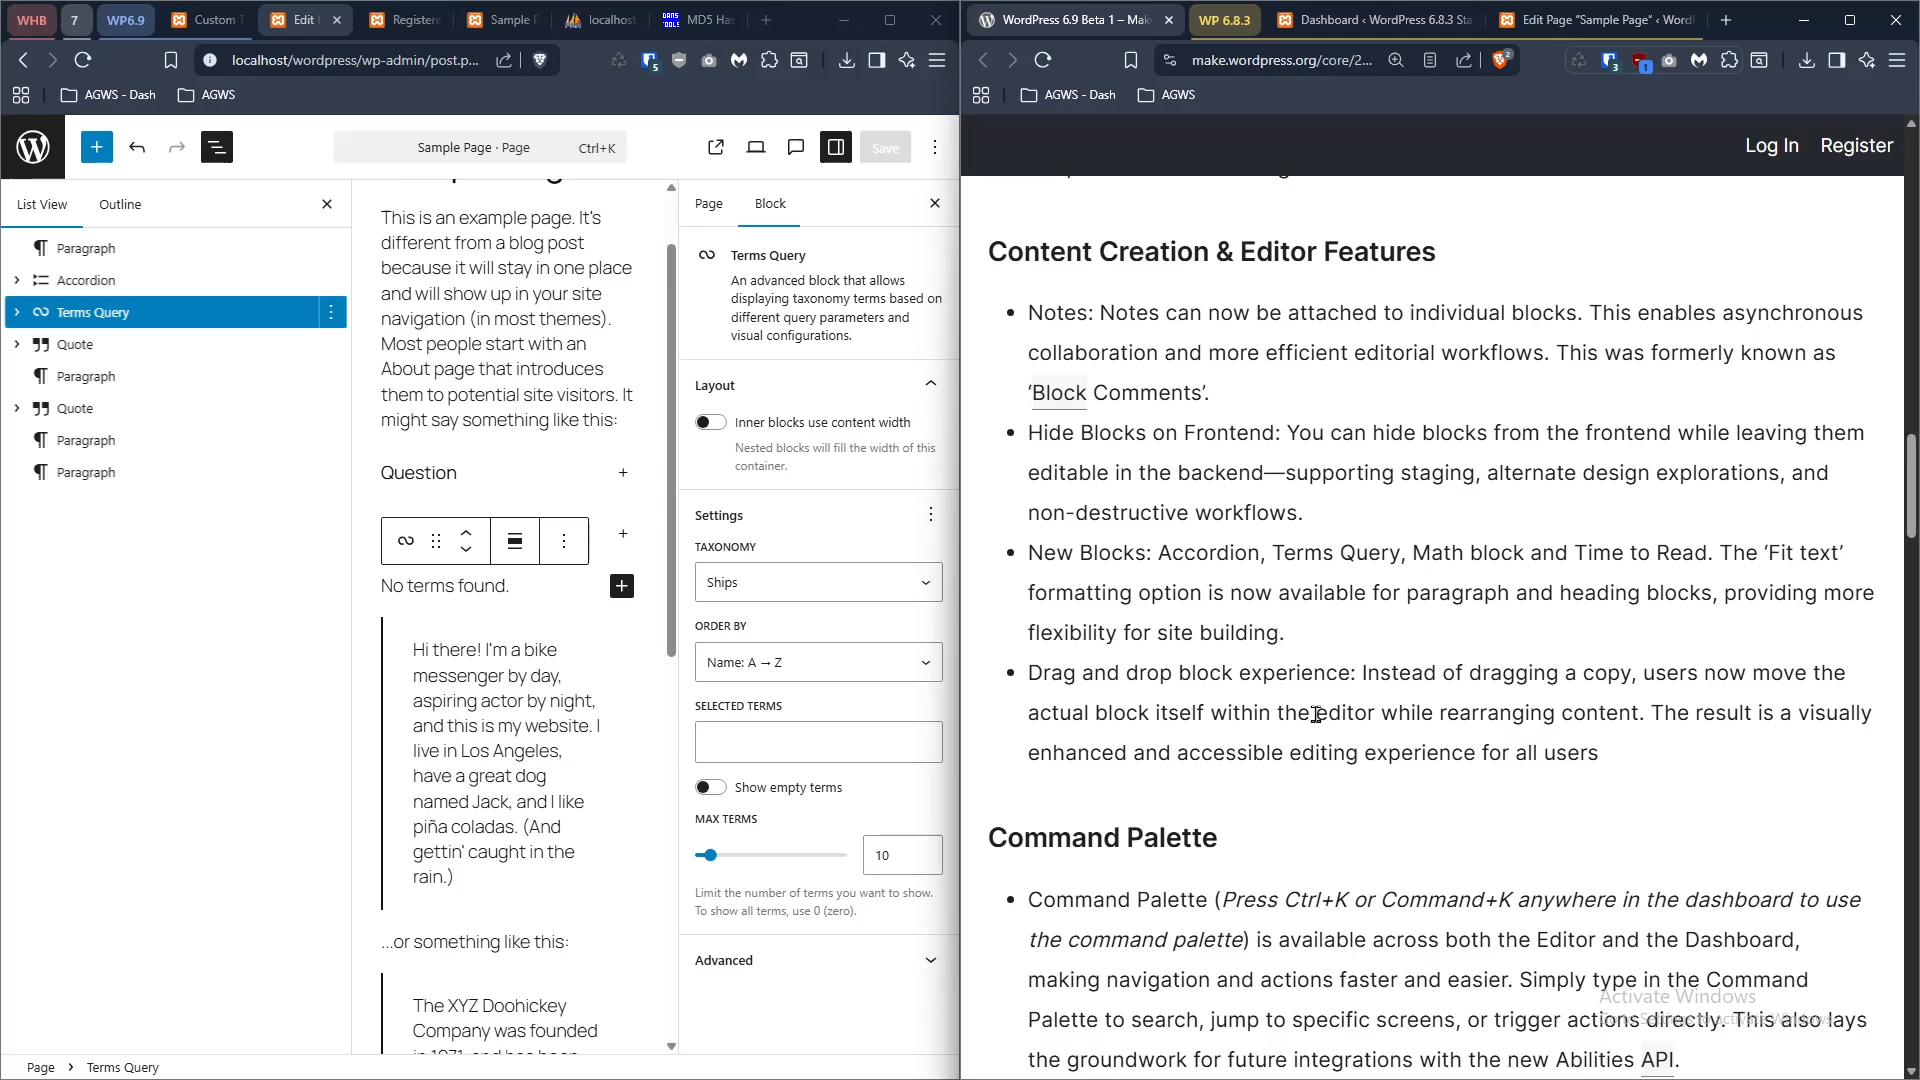 WHB
7
WP6.9
Custom T
Edit
Registere
Sample P
localhost
MD5 Has
localhost/wordpress/wp-admin/post.p...
5
AGWS - Dash
AGWS
Sample Page · Page
Ctrl+K
Save
List View
Outline
Paragraph
Accordion
Terms Query
Quote
Paragraph
Quote
Paragraph
Paragraph
This is an example page. It's
different from a blog post
because it will stay in one place
and will show up in your site
navigation (in most themes).
Most people start with an
About page that introduces
them to potential site visitors. It
might say something like this:
Question
No terms found.
Hi there! I'm a bike
messenger by day,
aspiring actor by night,
and this is my website. I
live in Los Angeles,
have a great dog
named Jack, and I like
piña coladas. (And
gettin' caught in the
rain.)
...or something like this:
The XYZ Doohickey
Company was founded
in 1971, and has been
Page
Block
Terms Query
An advanced block that allows
displaying taxonomy terms based on
different query parameters and
visual configurations.
Layout
Inner blocks use content width
Nested blocks will fill the width of this
container.
Settings
TAXONOMY
Ships
ORDER BY
Name: A → Z
SELECTED TERMS
Show empty terms
MAX TERMS
10
Limit the number of terms you want to show.
To show all terms, use 0 (zero).
Advanced
Page
Terms Query
WordPress 6.9 Beta 1 – Mak
WP 6.8.3
Dashboard ‹ WordPress 6.8.3 Sta
Edit Page "Sample Page" ‹ Word
make.wordpress.org/core/2...
2
3
1
AGWS - Dash
AGWS
Log In
Register
Content Creation & Editor Features
Notes: Notes can now be attached to individual blocks. This enables asynchronous
collaboration and more efficient editorial workflows. This was formerly known as
‘Block Comments’.
Hide Blocks on Frontend: You can hide blocks from the frontend while leaving them
editable in the backend—supporting staging, alternate design explorations, and
non-destructive workflows.
New Blocks: Accordion, Terms Query, Math block and Time to Read. The ‘Fit text’
formatting option is now available for paragraph and heading blocks, providing more
flexibility for site building.
Drag and drop block experience: Instead of dragging a copy, users now move the
actual block itself within the editor while rearranging content. The result is a visually
enhanced and accessible editing experience for all users
Command Palette
Command Palette (Press Ctrl+K or Command+K anywhere in the dashboard to use
the command palette) is available across both the Editor and the Dashboard,
making navigation and actions faster and easier. Simply type in the Command
Activate Windows
Palette to search, jump to specific screens, or trigger actions directly. This also lays
the groundwork for future integrations with the new Abilities API.